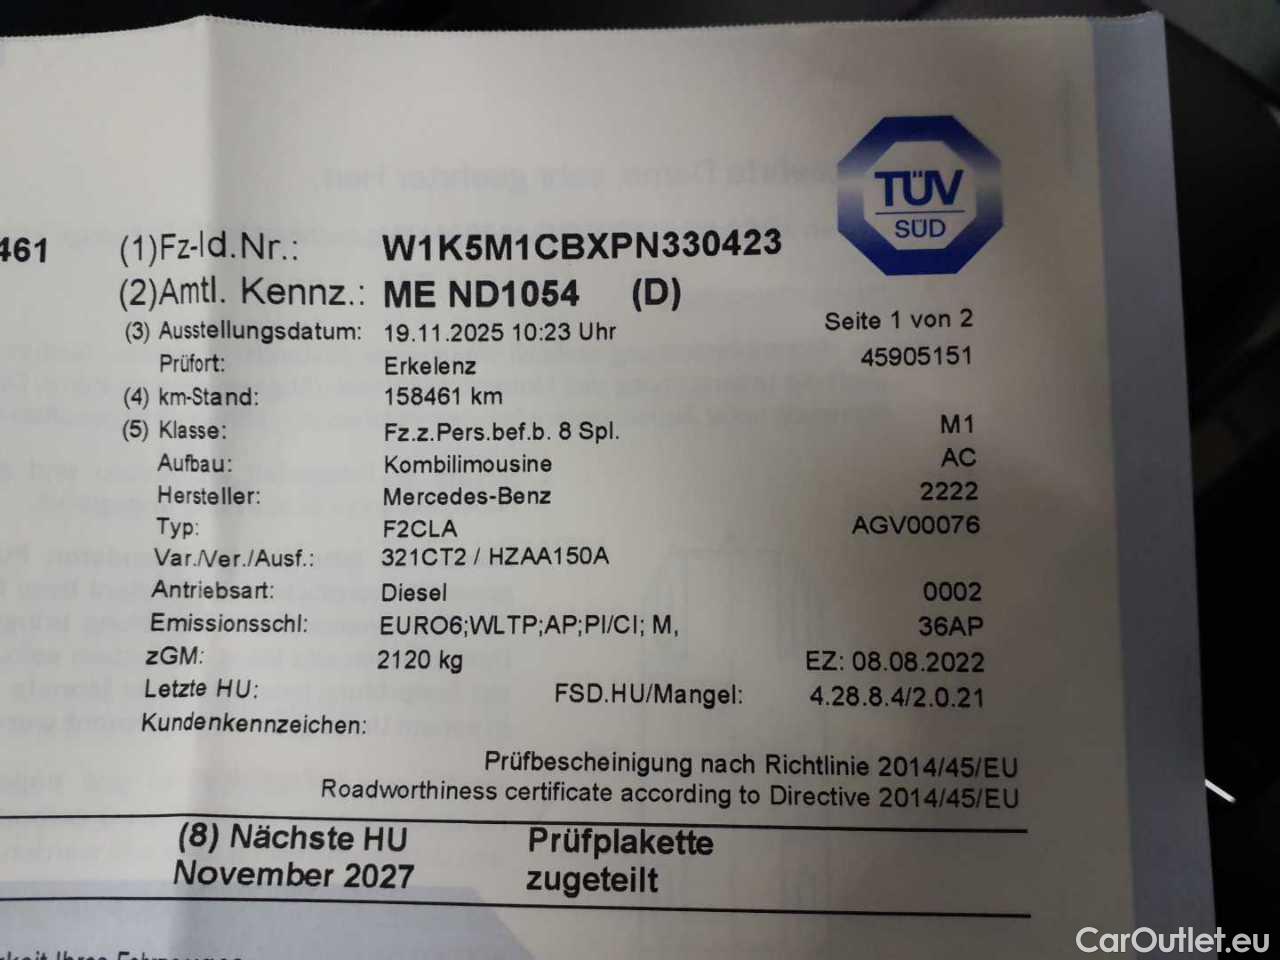 TÜV
SÜD
461 (1)Fz-Id.Nr.: W1K5M1CBXPN330423
(2)Amtl. Kennz.: ME ND1054 (D)
(3) Ausstellungsdatum: 19.11.2025 10:23 Uhr Seite 1 von 2
Prüfort: Erkelenz 45905151
(4) km-Stand: 158461 km
(5) Klasse: Fz.z.Pers.bef.b. 8 Spl. M1
Aufbau: Kombilimousine AC
Hersteller: Mercedes-Benz 2222
Typ: F2CLA AGV00076
Var./Ver./Ausf.: 321CT2 / HZAA150A
Antriebsart: Diesel 0002
Emissionsschl: EURO6;WLTP;AP;PI/CI; M, 36AP
zGM: 2120 kg EZ: 08.08.2022
Letzte HU: FSD.HU/Mangel: 4.28.8.4/2.0.21
Kundenkennzeichen:
Prüfbescheinigung nach Richtlinie 2014/45/EU
Roadworthiness certificate according to Directive 2014/45/EU
(8) Nächste HU Prüfplakette
November 2027 zugeteilt
CarOutlet.eu